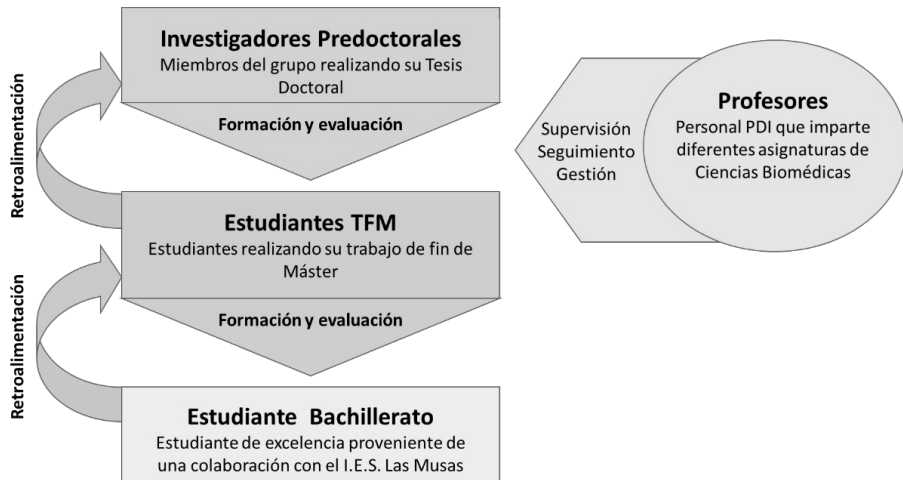 Investigadores Predoctorales
Miembros del grupo realizando su Tesis
Doctoral
Formación y evaluación
Retroalimentación
Estudiantes TFM
Estudiantes realizando su trabajo de fin de
Máster
Formación y evaluación
Retroalimentación
Estudiante Bachillerato
Estudiante de excelencia proveniente de
una colaboración con el I.E.S. Las Musas
Supervisión
Seguimiento
Gestión
Profesores
Personal PDI que imparte
diferentes asignaturas de
Ciencias Biomédicas